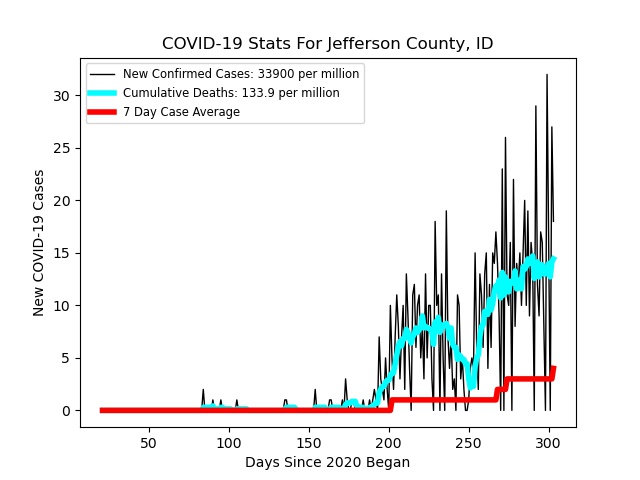 COVID-19 Stats For Jefferson County, ID
New Confirmed Cases: 33900 per million
Cumulative Deaths: 133.9 per million
7 Day Case Average
30
25
20
15
10
5
0
New COVID-19 Cases
50 100 150 200 250 300
Days Since 2020 Began